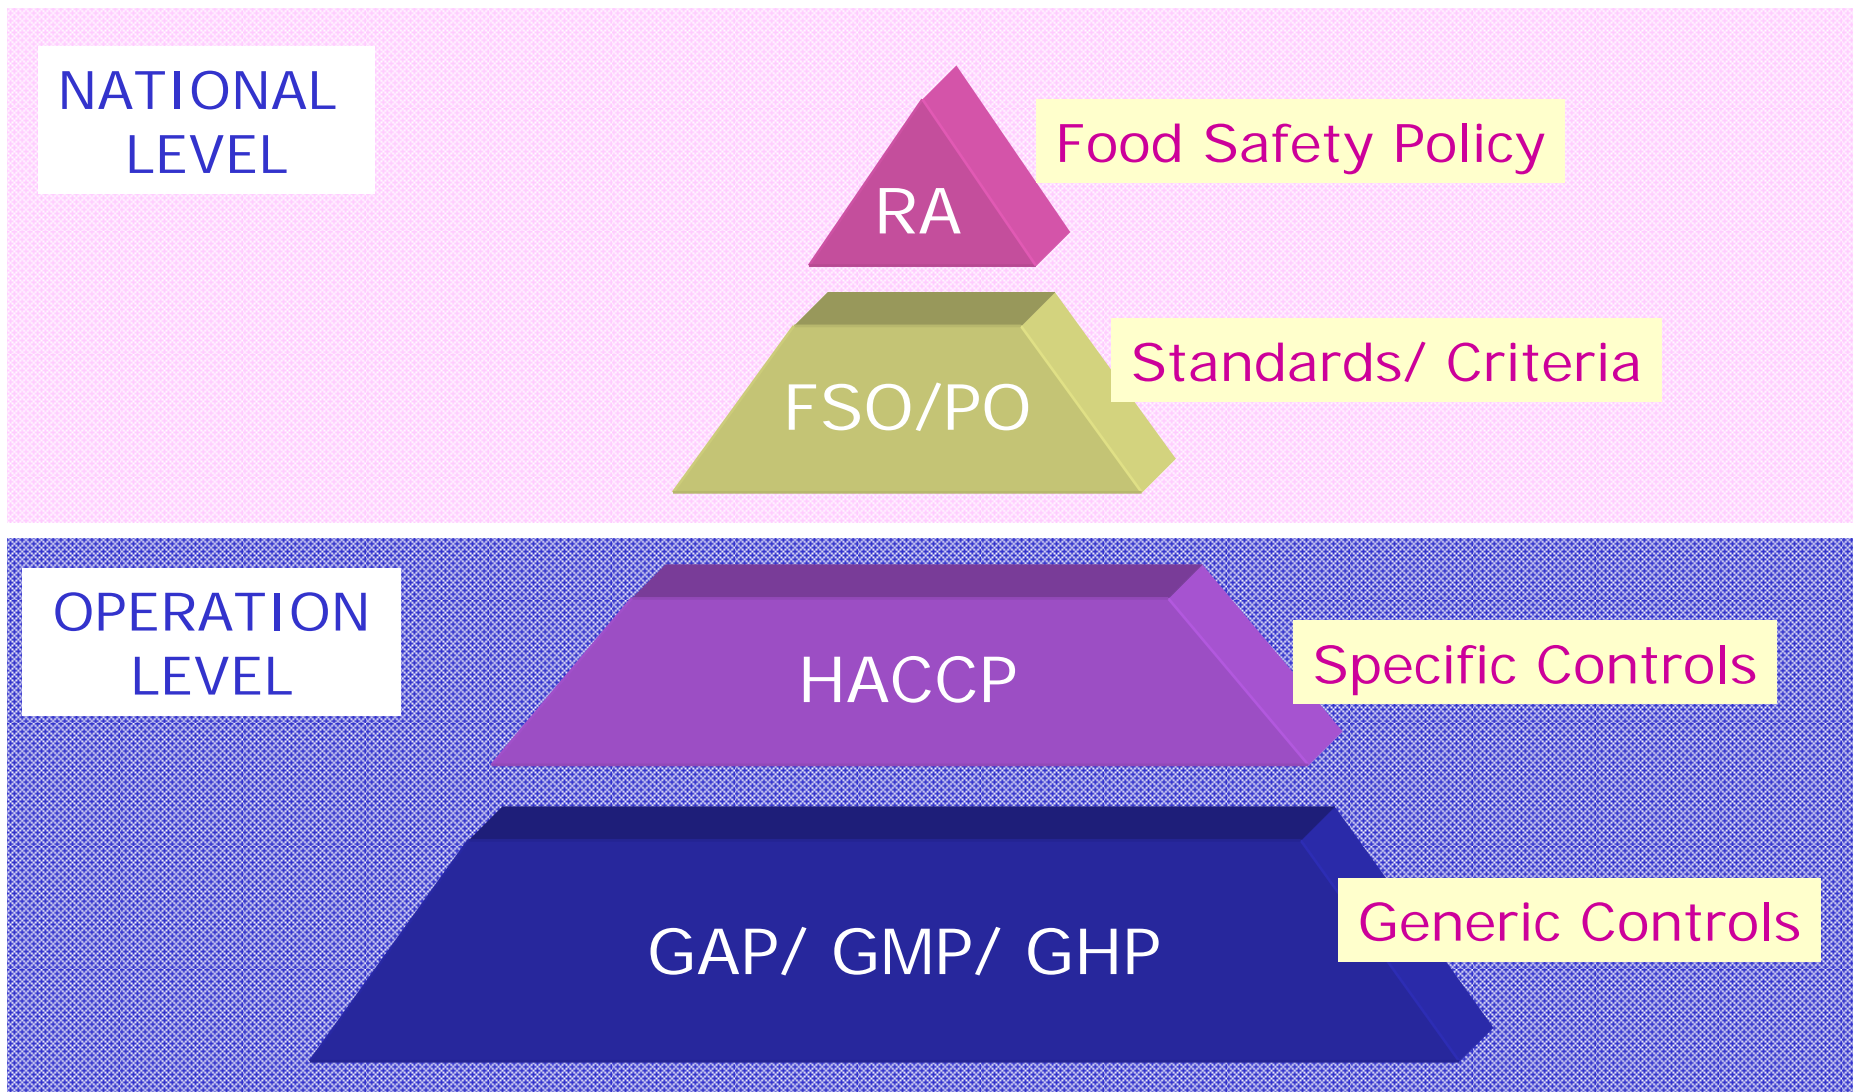 NATIONAL
LEVEL
Food Safety Policy
RA
Standards/ Criteria
FSO/PO
OPERATION
LEVEL
HACCP
Specific Controls
GAP/ GMP/ GHP
Generic Controls